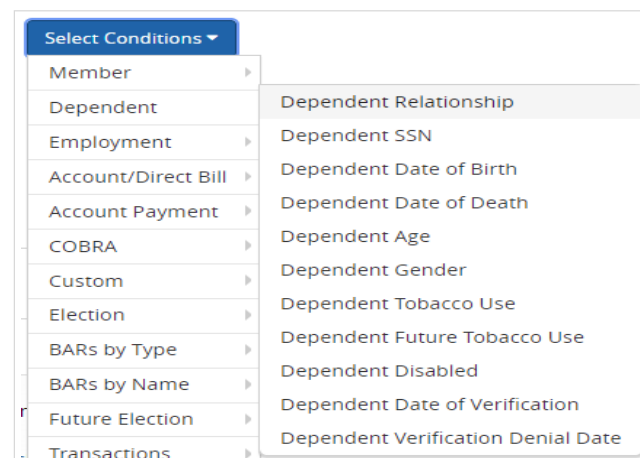 Select Conditions
Member
Dependent
Employment
Account/Direct Bill
Account Payment
COBRA
Custom
Election
BARs by Type
BARs by Name
Future Election
Transactions
Dependent Relationship
Dependent SSN
Dependent Date of Birth
Dependent Date of Death
Dependent Age
Dependent Gender
Dependent Tobacco Use
Dependent Future Tobacco Use
Dependent Disabled
Dependent Date of Verification
Dependent Verification Denial Date